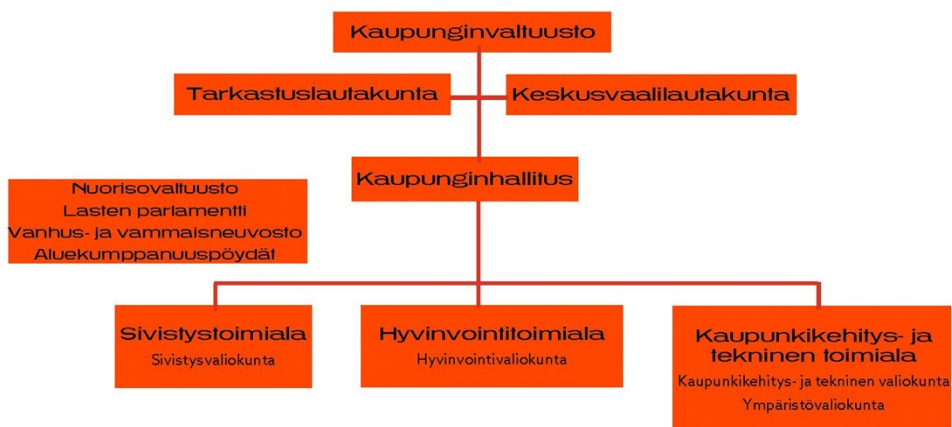 Kaupunginvaltuusto
Tarkastuslautakunta
Keskusvaalilautakunta
Kaupunginhallitus
Nuorisovaltuusto
Lasten parlamentti
Vanhus- ja vammaisneuvosto
Aluekumppanuuspöydät
Sivistystoimiala
Sivistysvaliokunta
Hyvinvointitoimiala
Hyvinvointivaliokunta
Kaupunkikehitys- ja
tekninen toimiala
Kaupunkikehitys- ja tekninen valiokunta
Ympäristövaliokunta